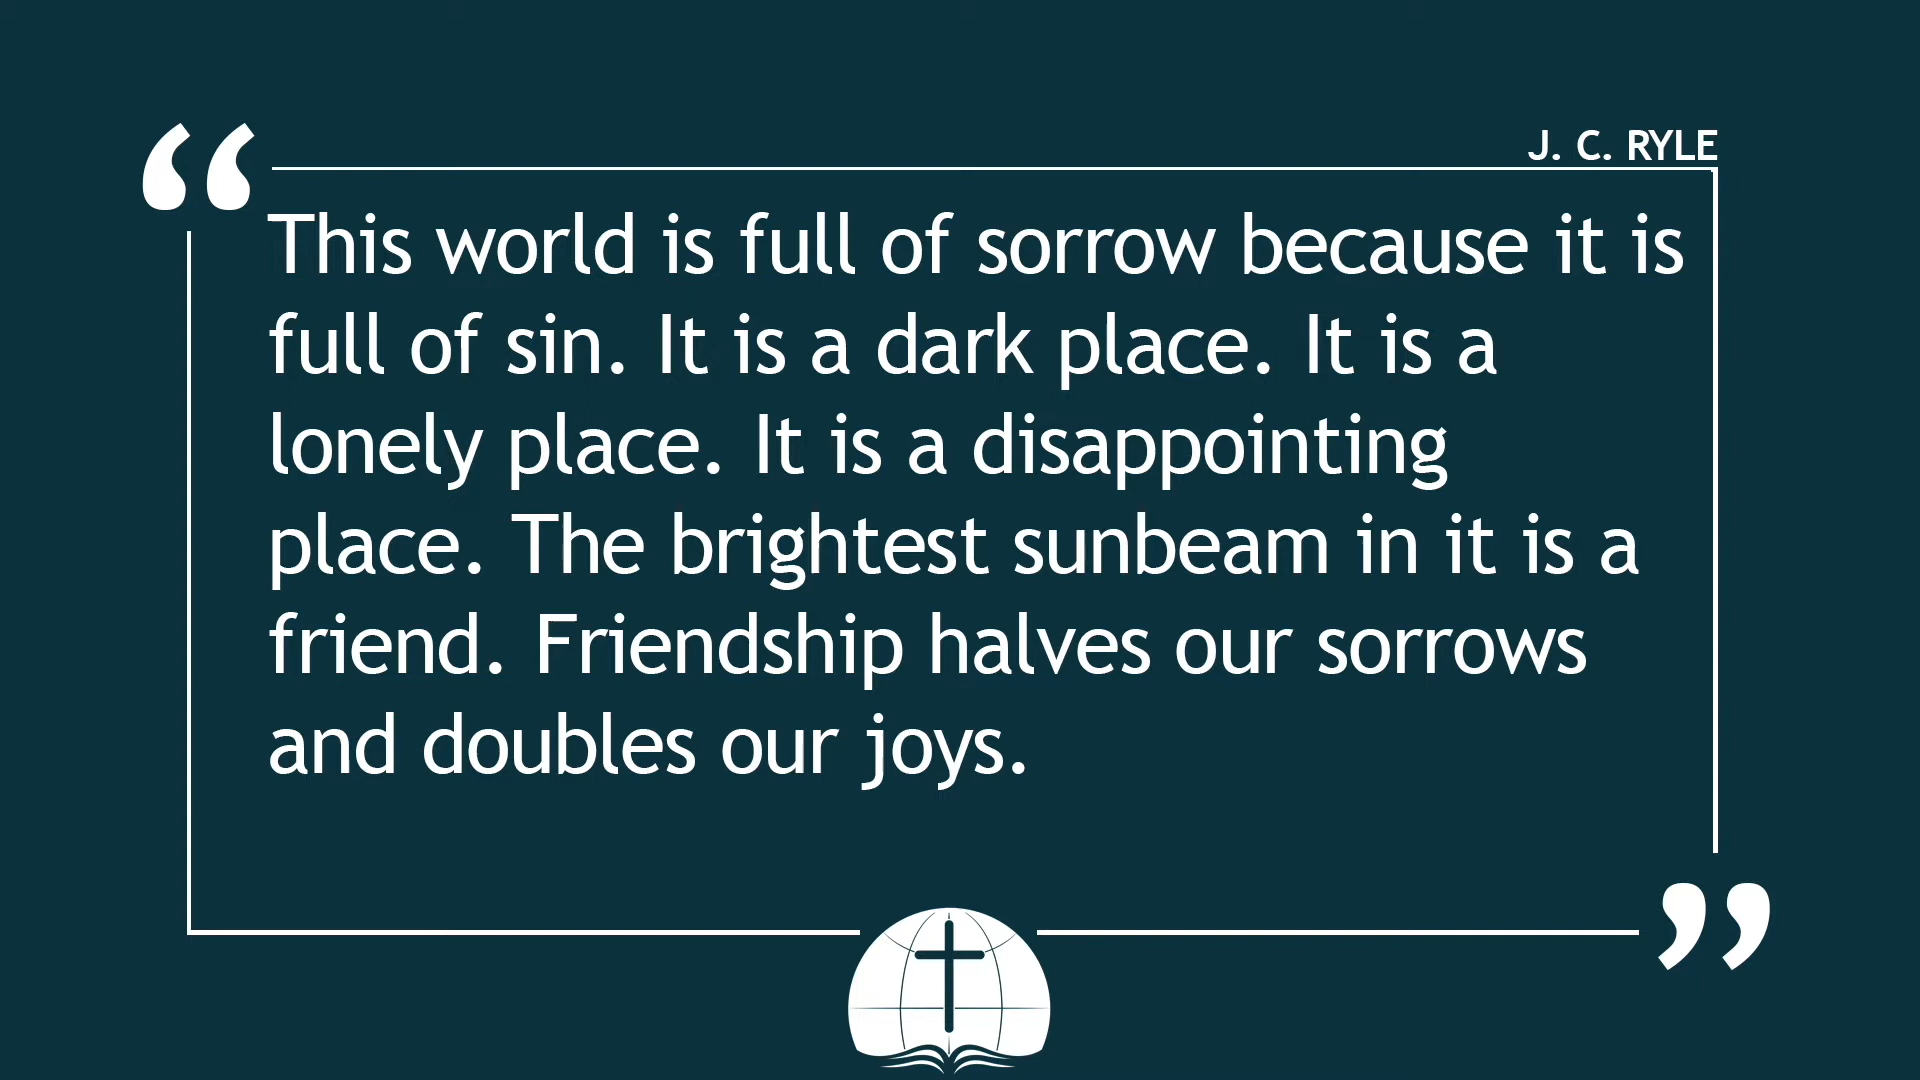 J. C. RYLE
“This world is full of sorrow because it is
full of sin. It is a dark place. It is a
lonely place. It is a disappointing
place. The brightest sunbeam in it is a
friend. Friendship halves our sorrows
and doubles our joys.”